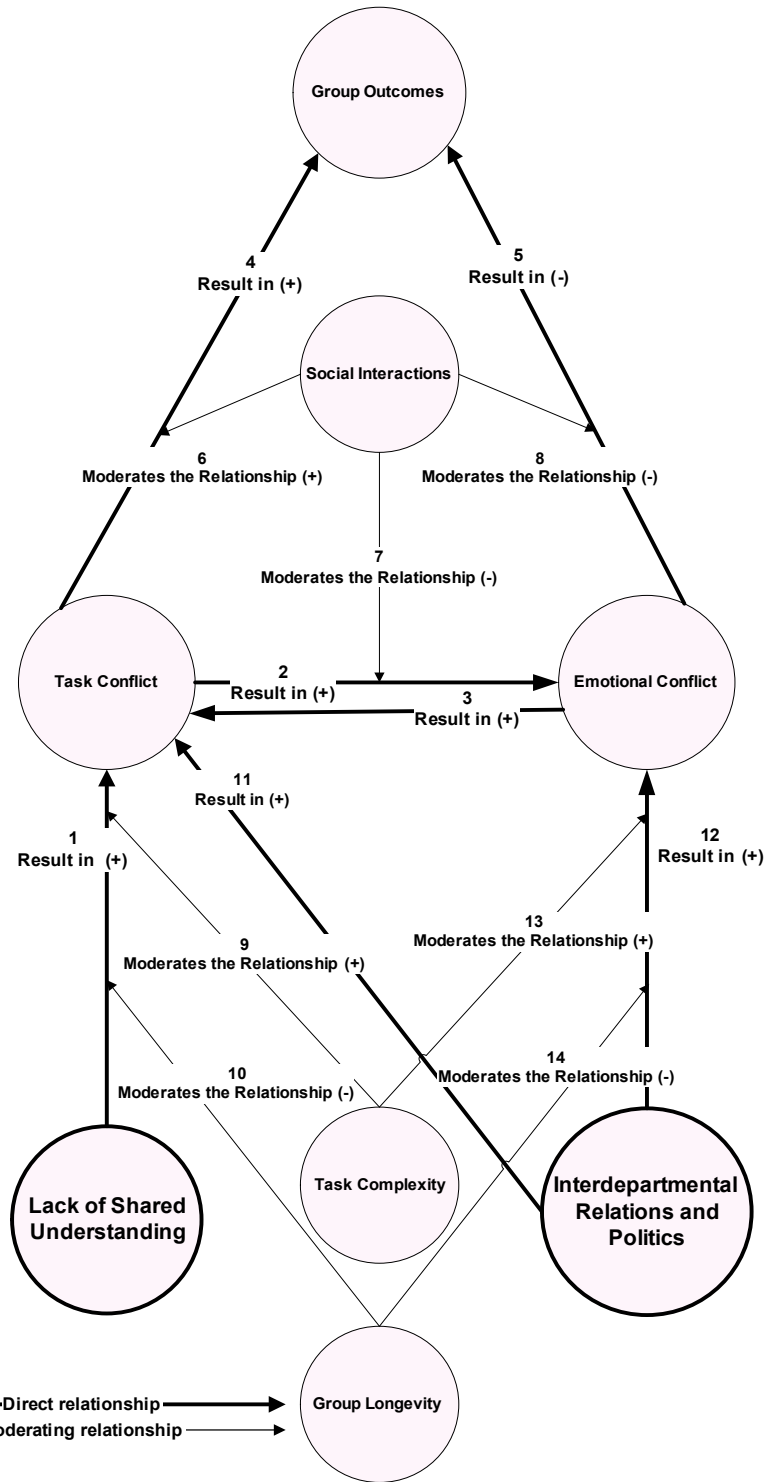 Group Outcomes
4
Result in (+)
5
Result in (-)
Social Interactions
6
Moderates the Relationship (+)
8
Moderates the Relationship (-)
7
Moderates the Relationship (-)
Task Conflict
2
Result in (+)
3
Result in (+)
Emotional Conflict
11
Result in (+)
1
Result in (+)
12
Result in (+)
13
Moderates the Relationship (+)
9
Moderates the Relationship (+)
10
Moderates the Relationship (-)
14
Moderates the Relationship (-)
Lack of Shared
Understanding
Task Complexity
Interdepartmental
Relations and
Politics
Group Longevity
Direct relationship
oderating relationship